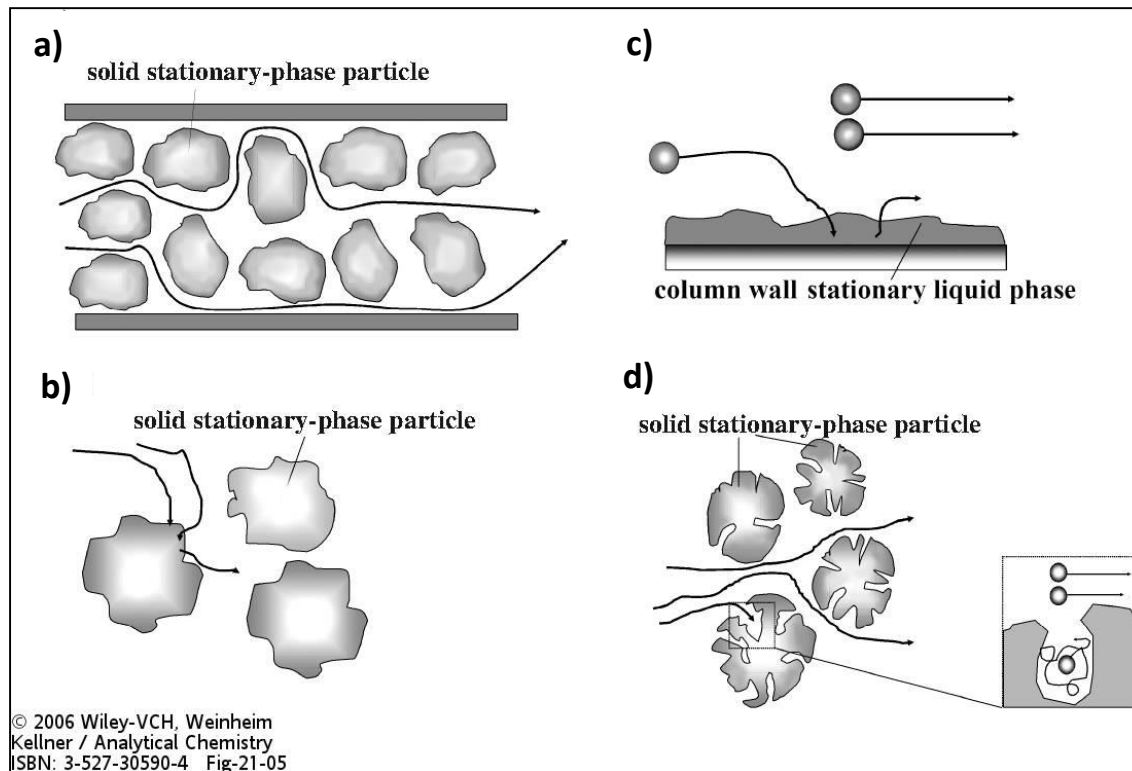 a)
solid stationary-phase particle
b)
solid stationary-phase particle
c)
column wall stationary liquid phase
d)
solid stationary-phase particle
© 2006 Wiley-VCH, Weinheim
Kellner / Analytical Chemistry
ISBN: 3-527-30590-4 Fig-21-05